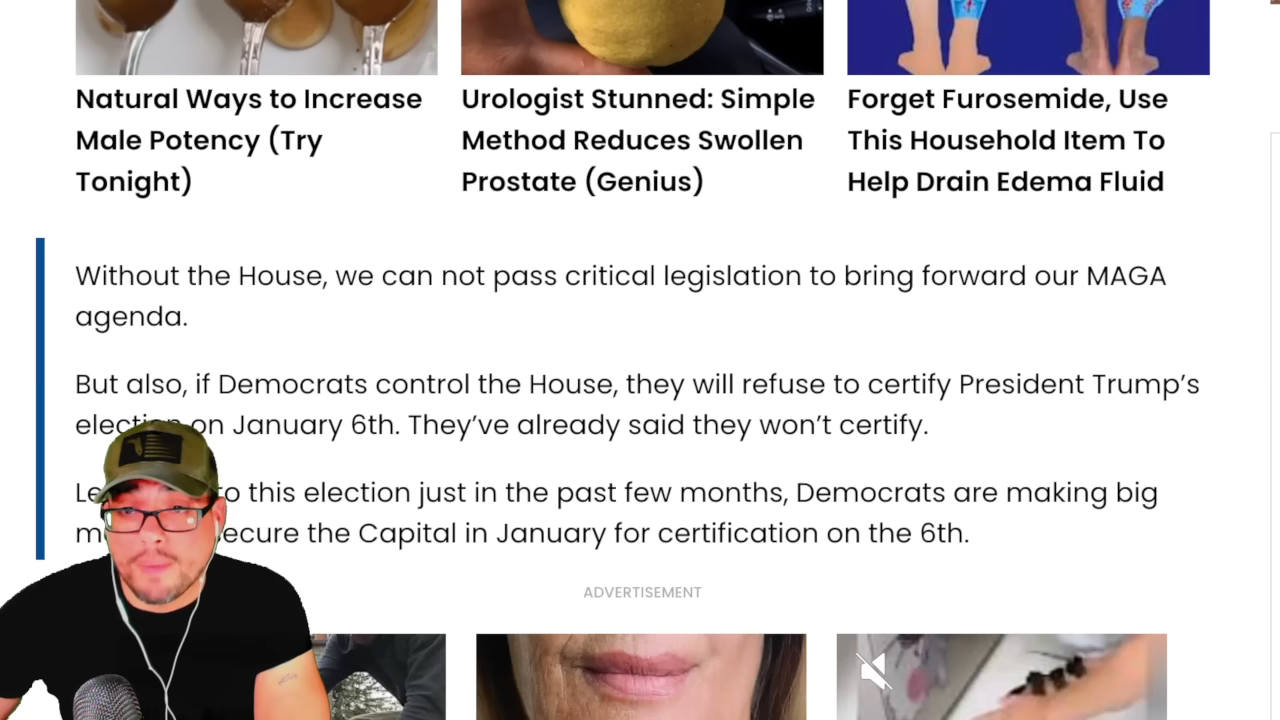 Natural Ways to Increase
Male Potency (Try
Tonight)
Urologist Stunned: Simple
Method Reduces Swollen
Prostate (Genius)
Forget Furosemide, Use
This Household Item To
Help Drain Edema Fluid
Without the House, we can not pass critical legislation to bring forward our MAGA
agenda.
But also, if Democrats control the House, they will refuse to certify President Trump’s
election on January 6th. They’ve already said they won’t certify.
to this election just in the past few months, Democrats are making big
secure the Capital in January for certification on the 6th.
ADVERTISEMENT